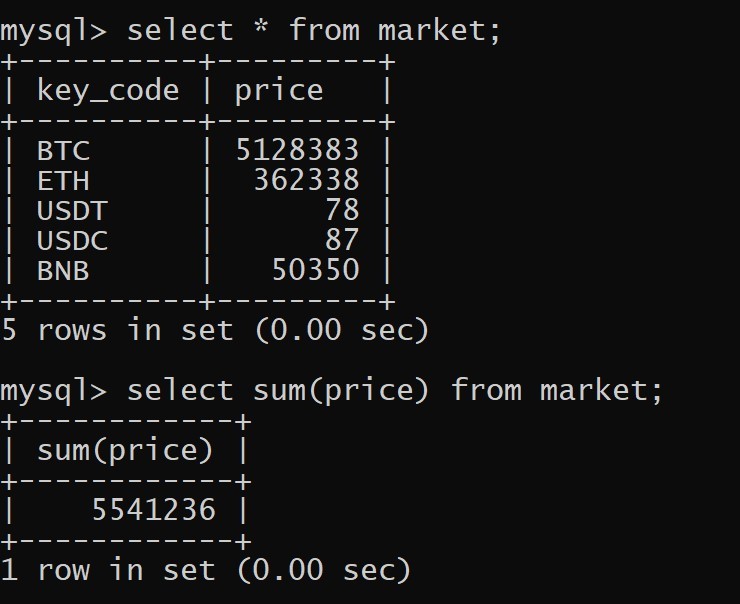 mysql> select * from market;
+----------+---------+
| key_code | price   |
+----------+---------+
| BTC      | 5128383 |
| ETH      |  362338 |
| USDT     |      78 |
| USDC     |      87 |
| BNB      |   50350 |
+----------+---------+
5 rows in set (0.00 sec)

mysql> select sum(price) from market;
+------------+
| sum(price) |
+------------+
|    5541236 |
+------------+
1 row in set (0.00 sec)